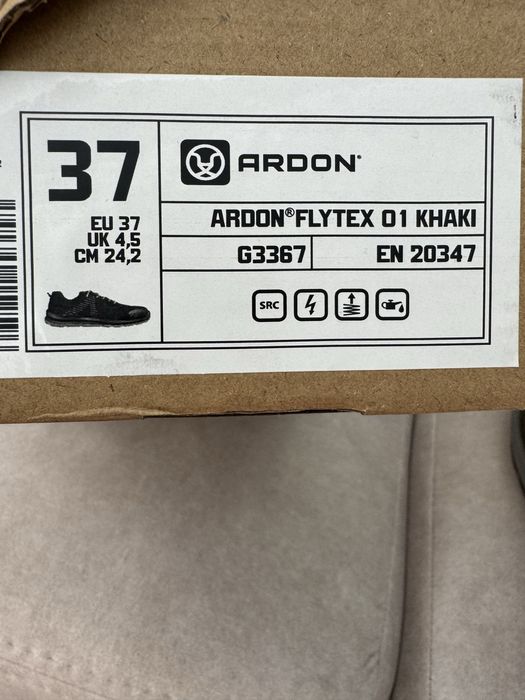 37
EU 37
UK 4,5
CM 24,2
ARDON®
ARDON®FLYTEX 01 KHAKI
G3367
EN 20347
SRC